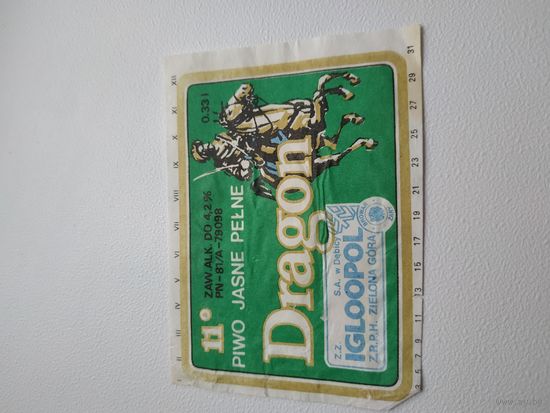 I II III IV V VI VII VIII IX X XI XII
11°
ZAW. ALK. DO 4,2 %
PN-81/A-79098
0.33 l
PIWO JASNE PEŁNE
Dragon
Z.Z.
S.A. w Dębicy
IGLOOPOL
Z.R.P.H. ZIELONA GÓRA
3 5 7 9 11 13 15 17 19 21 23 25 27 29 31